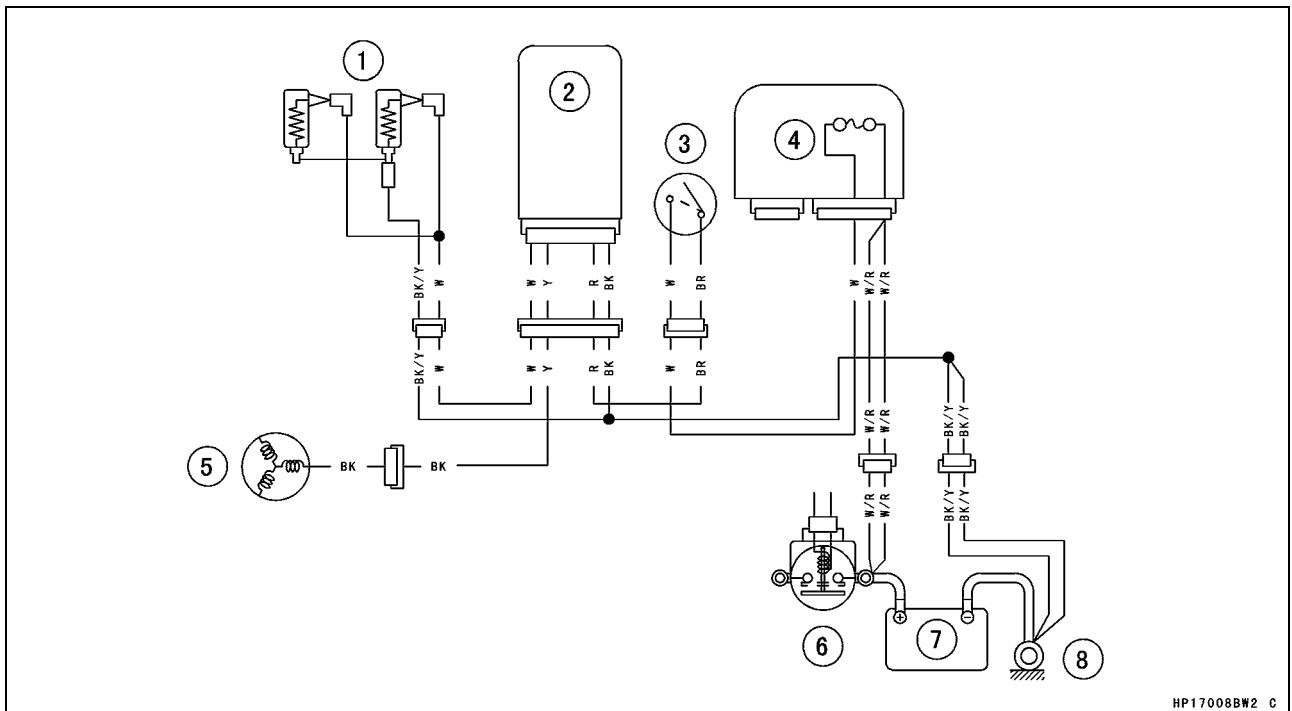 1
2
3
4
BK/Y W W Y R BK W BR W W/R W/R
BK/Y W W Y R BK W BR
W/R W/R BK/Y BK/Y
5 BK BK
W/R W/R BK/Y BK/Y
+ −
6 7 8
HP17008BW2 C